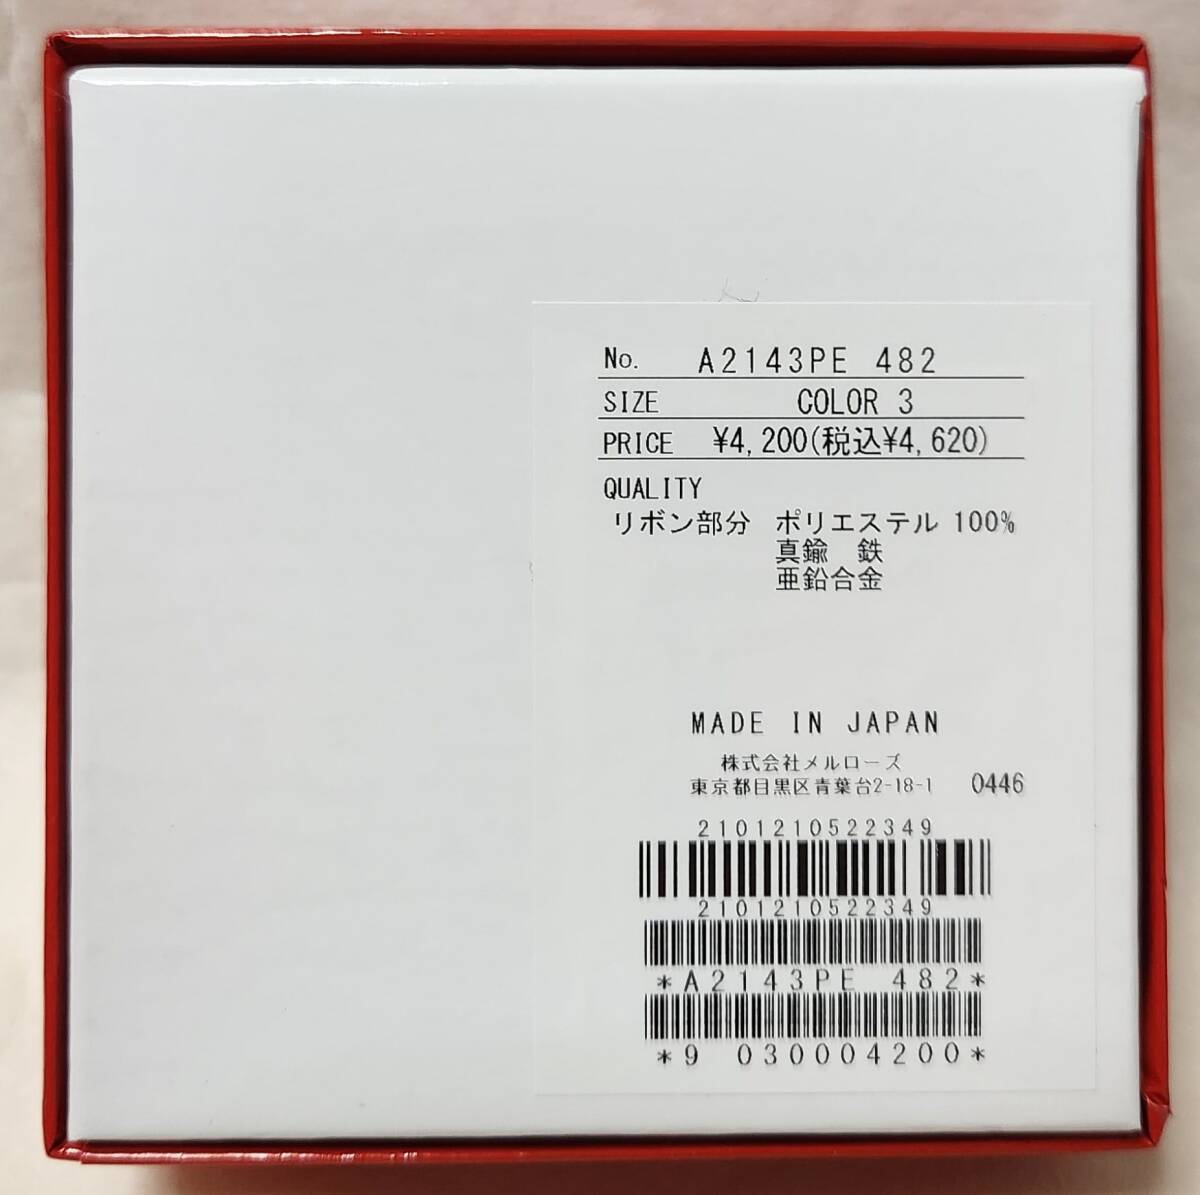 No. A2143PE 482
SIZE COLOR 3
PRICE ¥4,200(税込¥4,620)
QUALITY
リボン部分 ポリエステル 100%
真鍮 鉄
亜鉛合金
MADE IN JAPAN
株式会社メルローズ
東京都目黒区青葉台2-18-1 0446
2101210522349
2101210522349
*A2143PE 482*
*9 030004200*